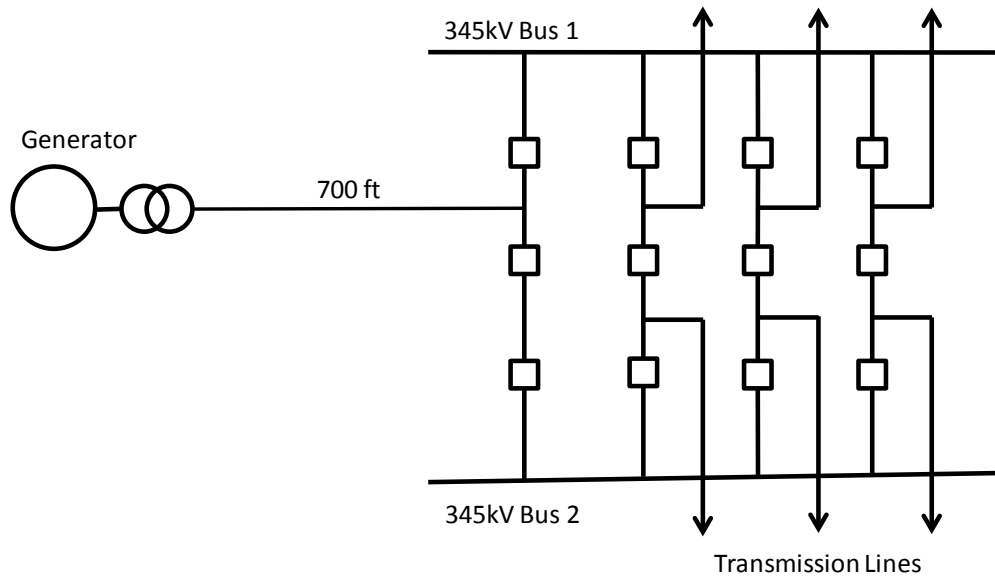 345kV Bus 1
Generator
700 ft
345kV Bus 2
Transmission Lines